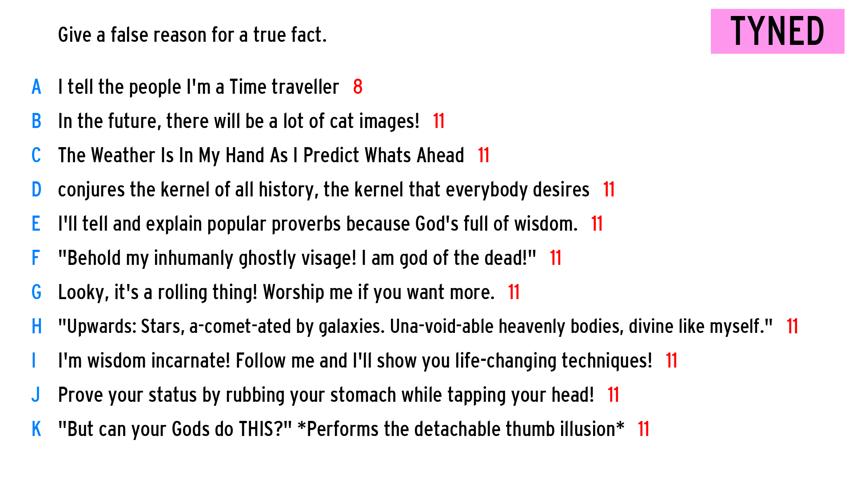 Give a false reason for a true fact.
TYNED
A I tell the people I'm a Time traveller 8
B In the future, there will be a lot of cat images! 11
C The Weather Is In My Hand As I Predict Whats Ahead 11
D conjures the kernel of all history, the kernel that everybody desires 11
E I'll tell and explain popular proverbs because God's full of wisdom. 11
F "Behold my inhumanly ghostly visage! I am god of the dead!" 11
G Looky, it's a rolling thing! Worship me if you want more. 11
H "Upwards: Stars, a-comet-ated by galaxies. Una-void-able heavenly bodies, divine like myself." 11
I I'm wisdom incarnate! Follow me and I'll show you life-changing techniques! 11
J Prove your status by rubbing your stomach while tapping your head! 11
K "But can your Gods do THIS?" *Performs the detachable thumb illusion* 11